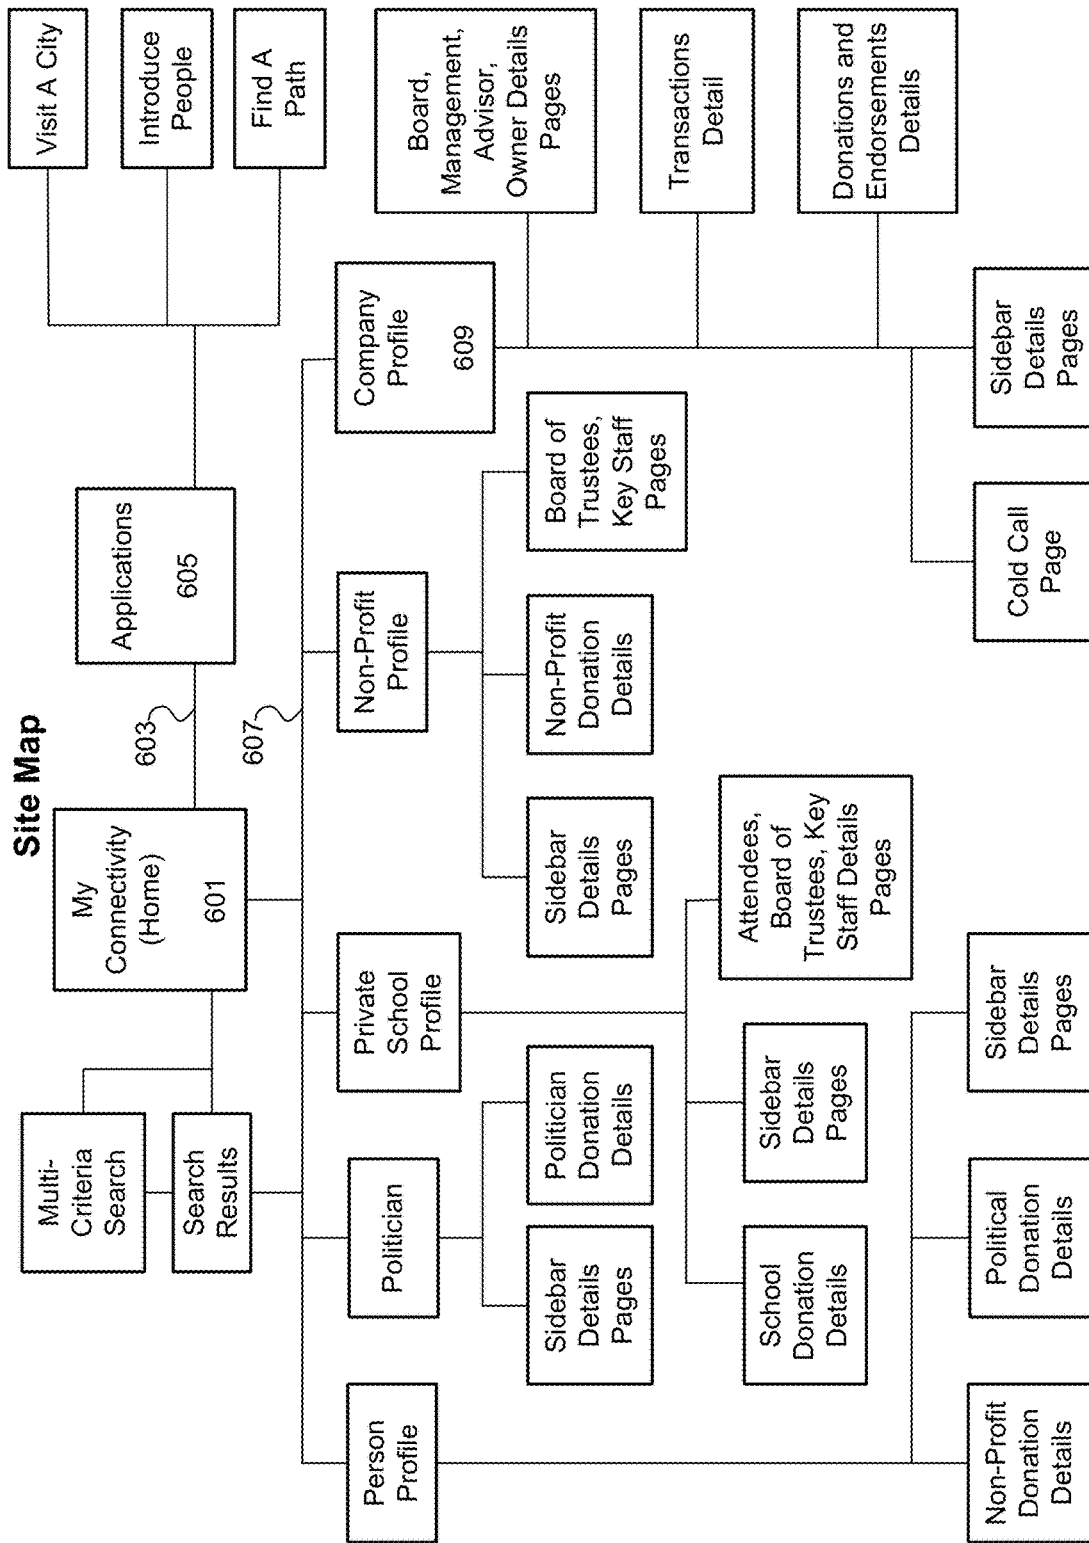 Site Map
Multi-
Criteria
Search
Search
Results
My
Connectivity
(Home)
601
603
Applications
605
Visit A City
Introduce
People
Find A
Path
607
Person
Profile
Politician
Private
School
Profile
Non-Profit
Profile
Company
Profile
609
Sidebar
Details
Pages
Politician
Donation
Details
Sidebar
Details
Pages
Non-Profit
Donation
Details
Board of
Trustees,
Key Staff
Pages
Board,
Management,
Advisor,
Owner Details
Pages
Transactions
Detail
Donations and
Endorsements
Details
School
Donation
Details
Sidebar
Details
Pages
Attendees,
Board of
Trustees, Key
Staff Details
Pages
Non-Profit
Donation
Details
Political
Donation
Details
Sidebar
Details
Pages
Cold Call
Page
Sidebar
Details
Pages